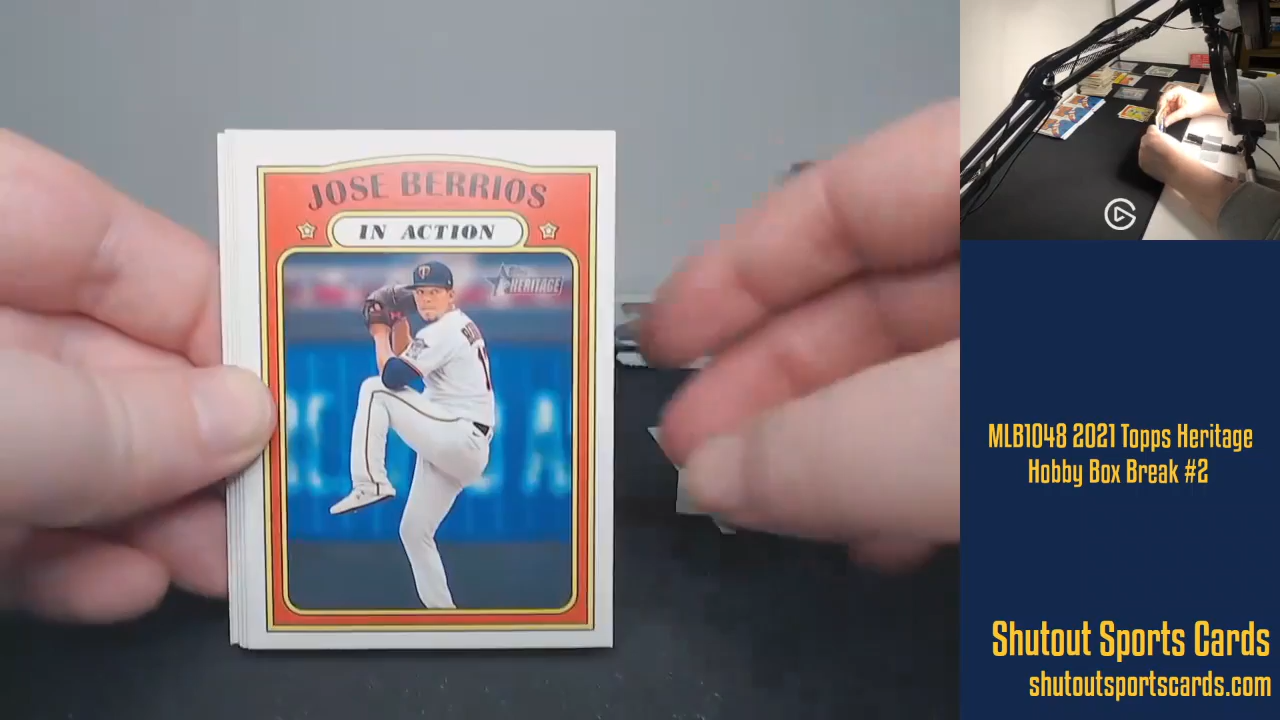 JOSE BERRIOS
IN ACTION
HERITAGE
MLB1048 2021 Topps Heritage
Hobby Box Break #2
Shutout Sports Cards
shutoutsportscards.com